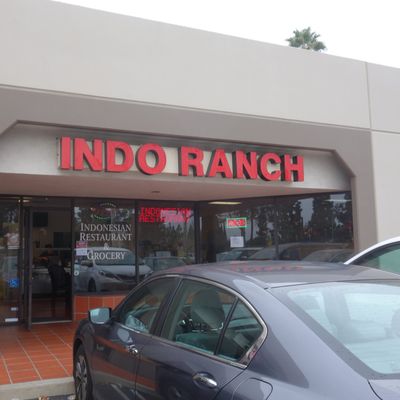 INDO RANCH
INDONESIAN
RESTAURANT
&
GROCERY
INDONESIAN
RESTAURANT